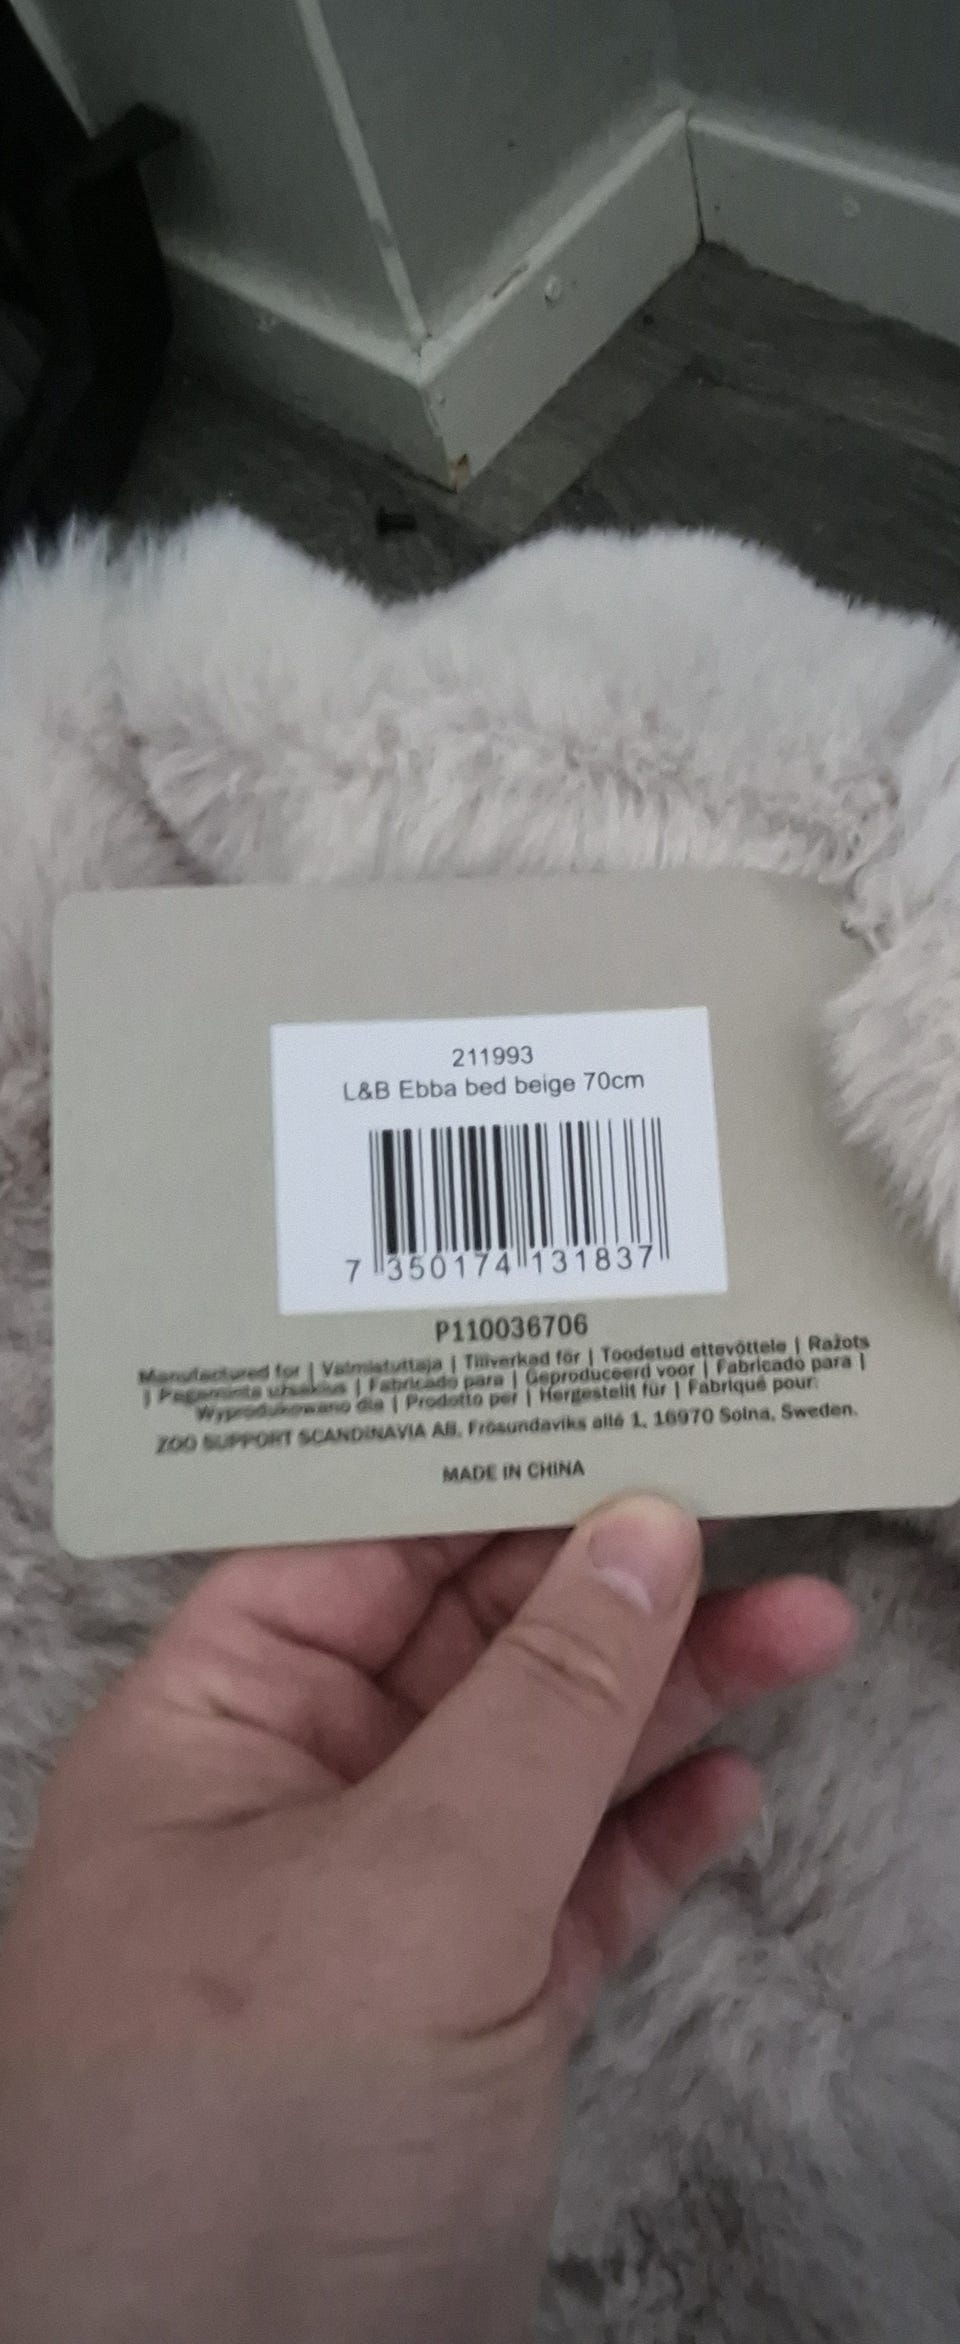 211993
L&B Ebba bed beige 70cm
7 350174 131837
P110036706
Manufactured for | Valmistuttaja | Tillverkad för | Toodetud ettevõttele | Ražots
| Pagaminta užsakius | Fabricado para | Geproduceerd voor | Fabricado para |
Wyprodukowano dla | Prodotto per | Hergestellt für | Fabriqué pour:
ZOO SUPPORT SCANDINAVIA AB, Frösundaviks allé 1, 16970 Solna, Sweden.
MADE IN CHINA